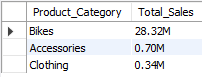 Product_Category Total_Sales
Bikes 28.32M
Accessories 0.70M
Clothing 0.34M